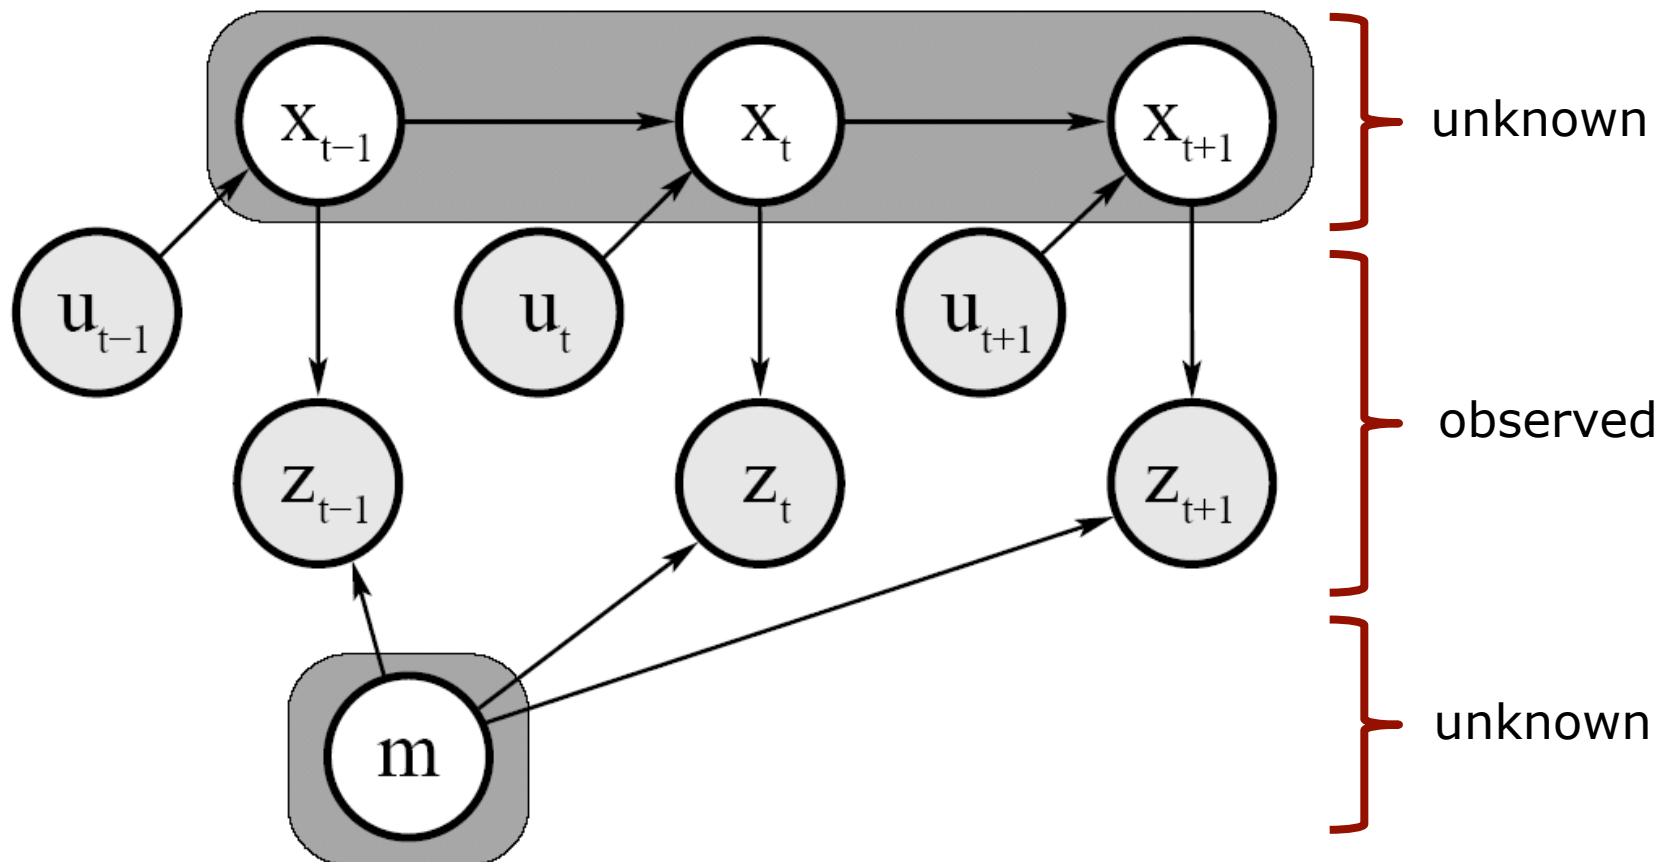 x_{t−1} x_t x_{t+1} unknown
u_{t−1} u_t u_{t+1}
observed
z_{t−1} z_t z_{t+1}
m unknown